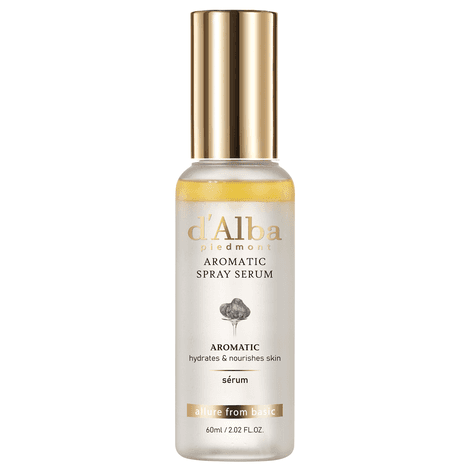 d'Alba
piedmont
AROMATIC
SPRAY SERUM
AROMATIC
hydrates & nourishes skin
sérum
allure from basic
60ml / 2.02 FL.OZ.